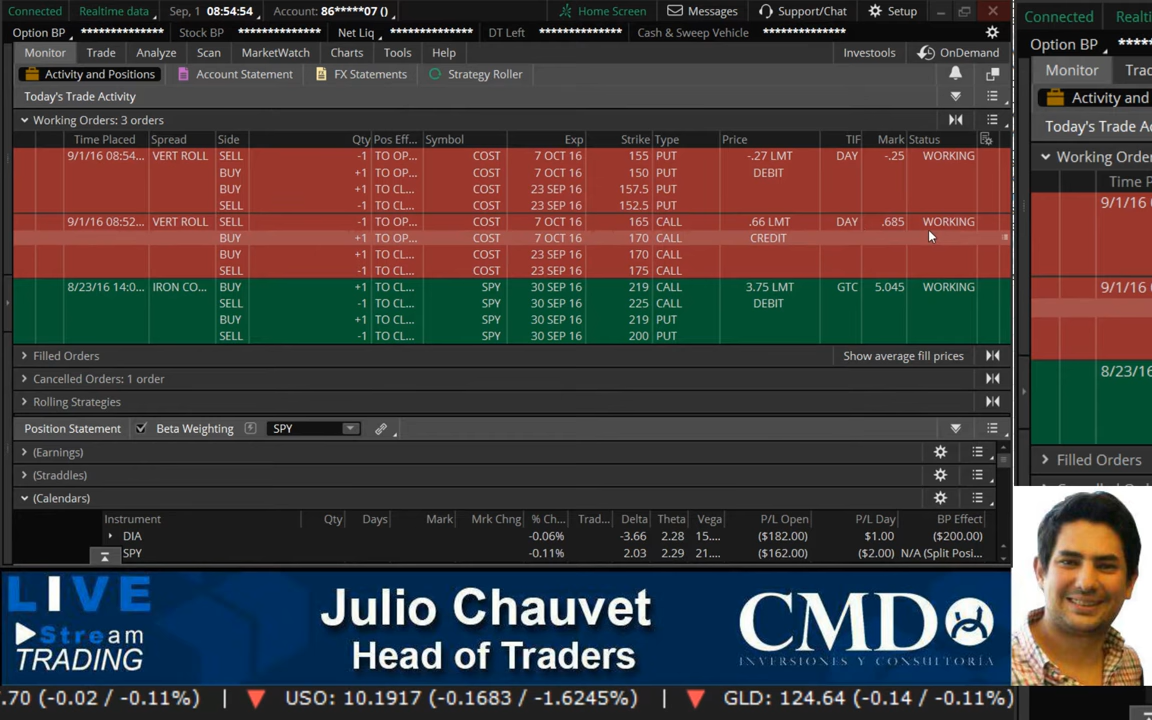 Connected Realtime data Sep, 1 08:54:54 Account: 86*****07 () Home Screen Messages Support/Chat Setup
Option BP ************** Stock BP ************** Net Liq ************** DT Left ************** Cash & Sweep Vehicle **************
Monitor Trade Analyze Scan MarketWatch Charts Tools Help Investools OnDemand
Activity and Positions Account Statement FX Statements Strategy Roller
Today's Trade Activity
Working Orders: 3 orders
Time Placed Spread Side Qty Pos Eff... Symbol Exp Strike Type Price TIF Mark Status
9/1/16 08:54... VERT ROLL SELL -1 TO OP... COST 7 OCT 16 155 PUT -.27 LMT DAY -.25 WORKING
BUY +1 TO OP... COST 7 OCT 16 150 PUT DEBIT
BUY +1 TO CL... COST 23 SEP 16 157.5 PUT
SELL -1 TO CL... COST 23 SEP 16 152.5 PUT
9/1/16 08:52... VERT ROLL SELL -1 TO OP... COST 7 OCT 16 165 CALL .66 LMT DAY .685 WORKING
BUY +1 TO OP... COST 7 OCT 16 170 CALL CREDIT
BUY +1 TO CL... COST 23 SEP 16 170 CALL
SELL -1 TO CL... COST 23 SEP 16 175 CALL
8/23/16 14:0... IRON CO... BUY +1 TO CL... SPY 30 SEP 16 219 CALL 3.75 LMT GTC 5.045 WORKING
SELL -1 TO CL... SPY 30 SEP 16 225 CALL DEBIT
BUY +1 TO CL... SPY 30 SEP 16 219 PUT
SELL -1 TO CL... SPY 30 SEP 16 200 PUT
Filled Orders Show average fill prices
Cancelled Orders: 1 order
Rolling Strategies
Position Statement Beta Weighting SPY
(Earnings)
(Straddles)
(Calendars)
Instrument Qty Days Mark Mrk Chng % Ch... Trad... Delta Theta Vega P/L Open P/L Day BP Effect
DIA -0.06% -3.66 2.28 15.... ($182.00) $1.00 ($200.00)
SPY -0.11% 2.03 2.29 21.... ($162.00) ($2.00) N/A (Split Posi...
Connected Realti
Option BP ****
Monitor Trad
Activity and
Today's Trade Ac
Working Orde
Time P
9/1/16
9/1/16
8/23/16
Filled Orders
LIVE
Stream
TRADING
Julio Chauvet
Head of Traders
CMD
INVERSIONES Y CONSULTORÍA
.70 (-0.02 / -0.11%) | USO: 10.1917 (-0.1683 / -1.6245%) | GLD: 124.64 (-0.14 / -0.11%)